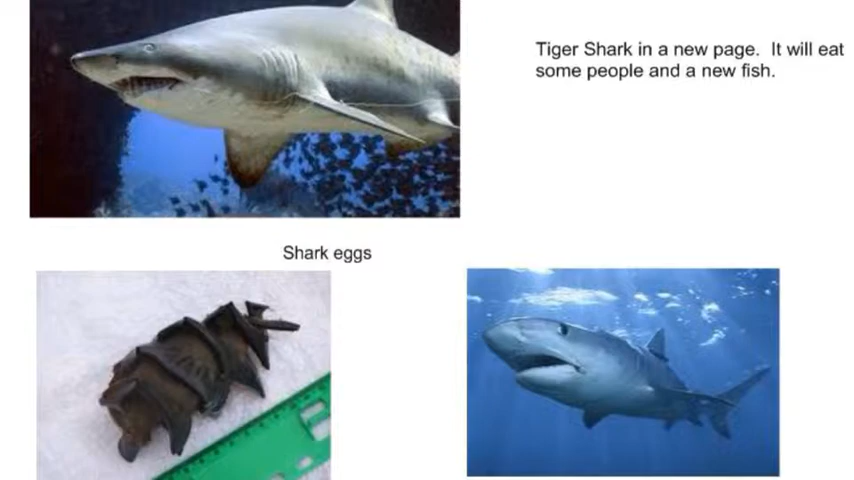 Tiger Shark in a new page.  It will eat
some people and a new fish.
Shark eggs